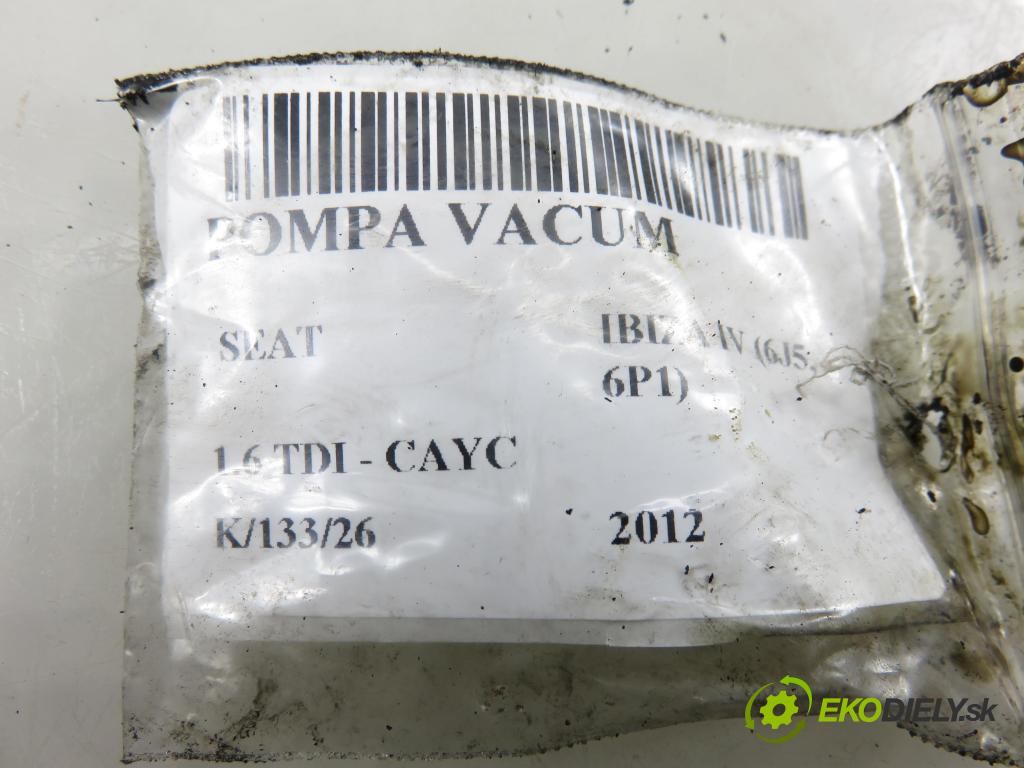 POMPA VACUM
SEAT
IBIZA IV (6J5,
6P1)
1.6 TDI - CAYC
K/133/26
2012
EKODIELY.sk